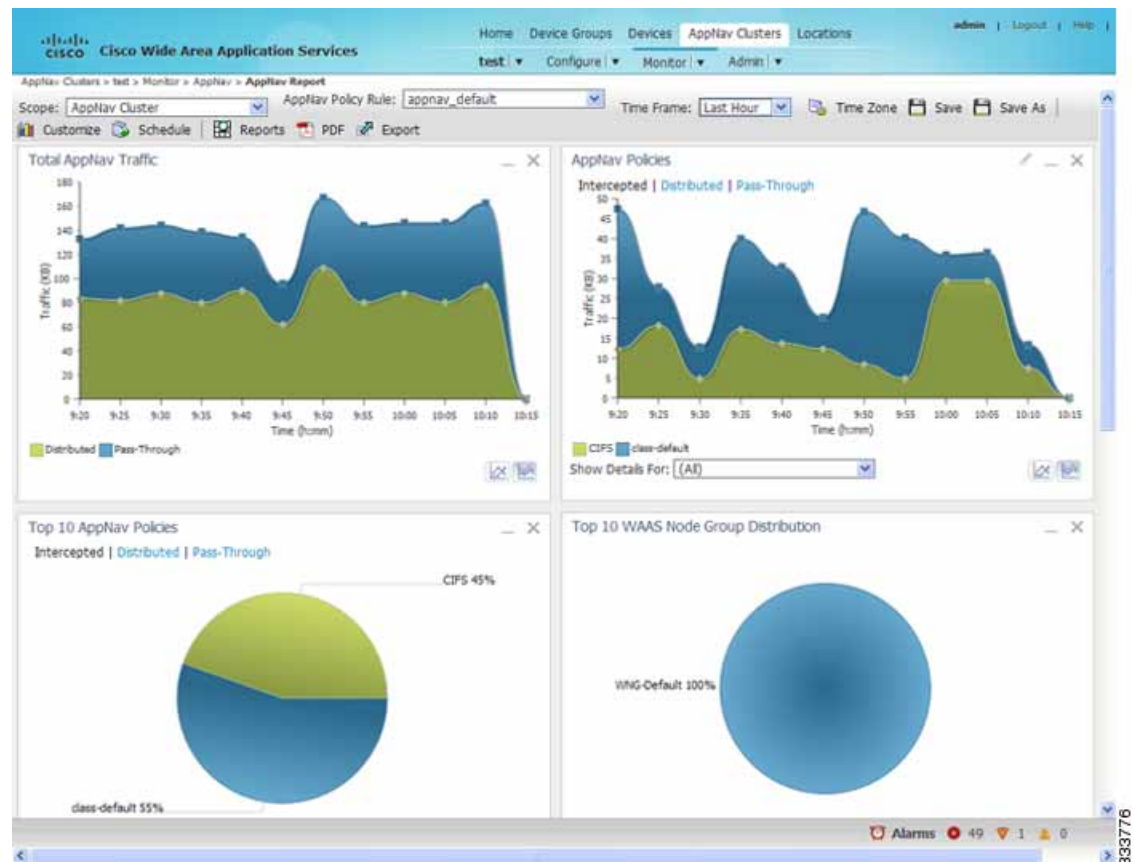 Home Device Groups Devices AppNav Clusters Locations
admin | Logout | Help |
CISCO Cisco Wide Area Application Services
test Configure Monitor Admin
AppNav Clusters > test > Monitor > AppNav > AppNav Report
Scope: AppNav Cluster AppNav Policy Rule: appnav_default Time Frame: Last Hour Time Zone Save Save As
Customize Schedule Reports PDF Export
Total AppNav Traffic
180
160
140
120
100
80
60
40
20
0
Traffic (KB)
9:20 9:25 9:30 9:35 9:40 9:45 9:50 9:55 10:00 10:05 10:10 10:15
Time (h:mm)
Distributed Pass-Through
AppNav Policies
Intercepted | Distributed | Pass-Through
50
45
40
35
30
25
20
15
10
5
0
Traffic (KB)
9:20 9:25 9:30 9:35 9:40 9:45 9:50 9:55 10:00 10:05 10:10 10:15
Time (h:mm)
CIFS class-default
Show Details For: (All)
Top 10 AppNav Policies
Intercepted | Distributed | Pass-Through
CIFS 45%
class-default 55%
Top 10 WAAS Node Group Distribution
WNG-Default 100%
Alarms 49 1 0
333776